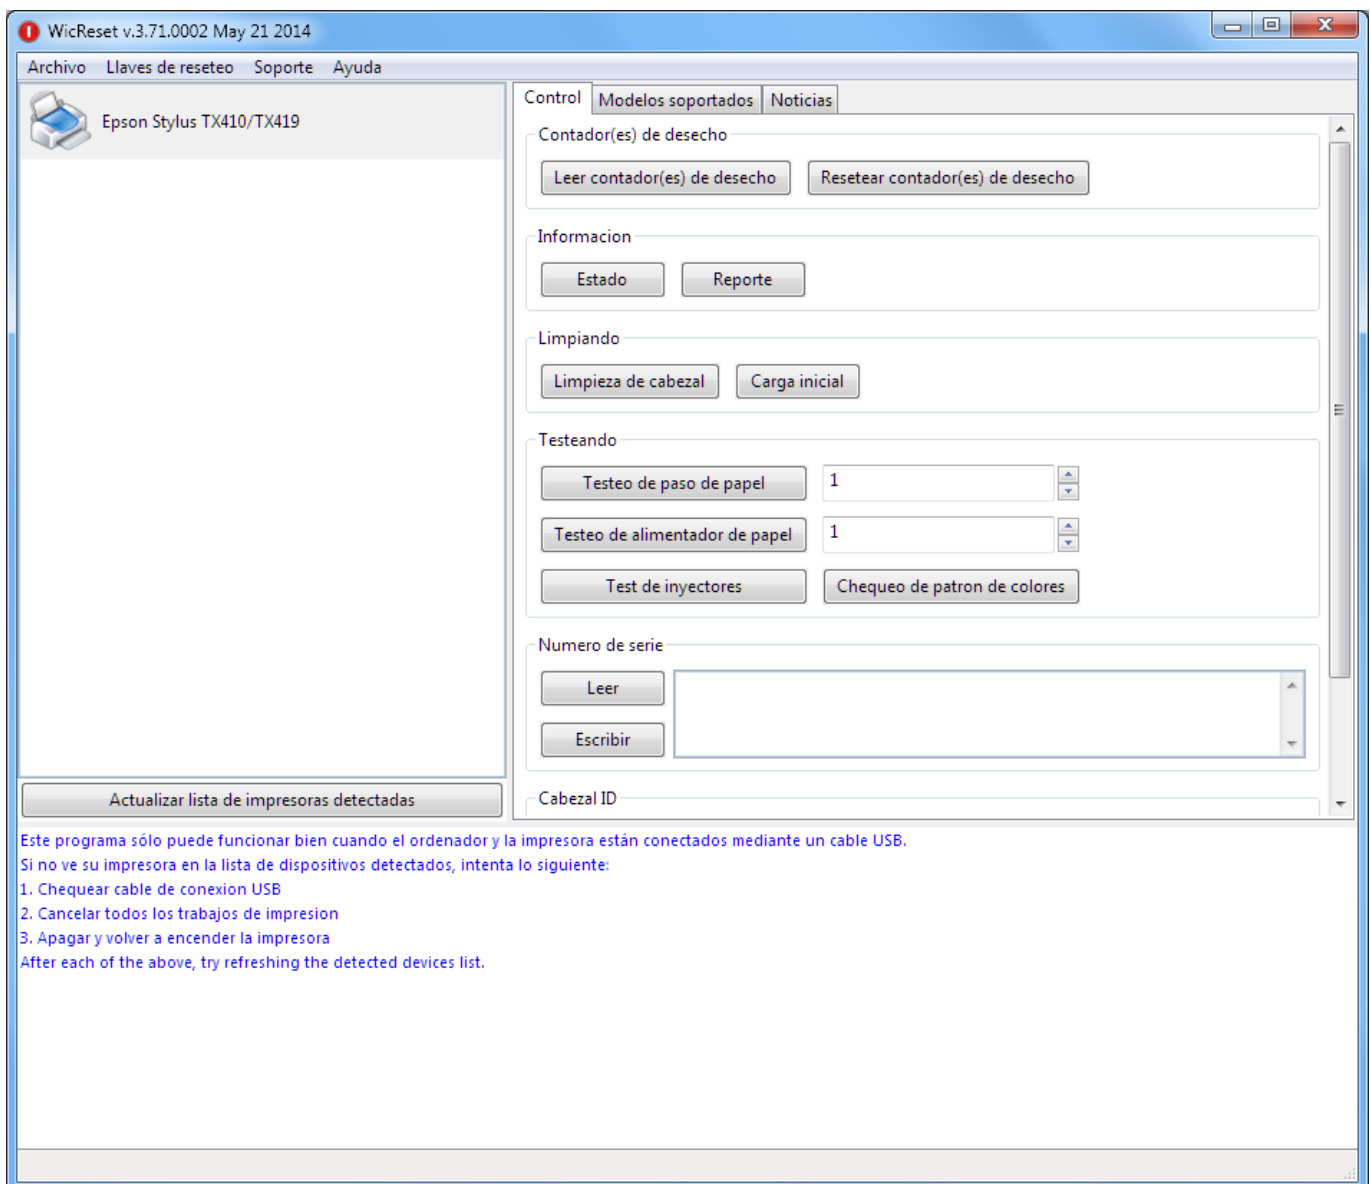 WicReset v.3.71.0002 May 21 2014
Archivo Llaves de reseteo Soporte Ayuda
Epson Stylus TX410/TX419
Control Modelos soportados Noticias
Contador(es) de desecho
Leer contador(es) de desecho Resetear contador(es) de desecho
Informacion
Estado Reporte
Limpiando
Limpieza de cabezal Carga inicial
Testeando
Testeo de paso de papel 1
Testeo de alimentador de papel 1
Test de inyectores Chequeo de patron de colores
Numero de serie
Leer
Escribir
Cabezal ID
Actualizar lista de impresoras detectadas
Este programa sólo puede funcionar bien cuando el ordenador y la impresora están conectados mediante un cable USB.
Si no ve su impresora en la lista de dispositivos detectados, intenta lo siguiente:
1. Chequear cable de conexion USB
2. Cancelar todos los trabajos de impresion
3. Apagar y volver a encender la impresora
After each of the above, try refreshing the detected devices list.